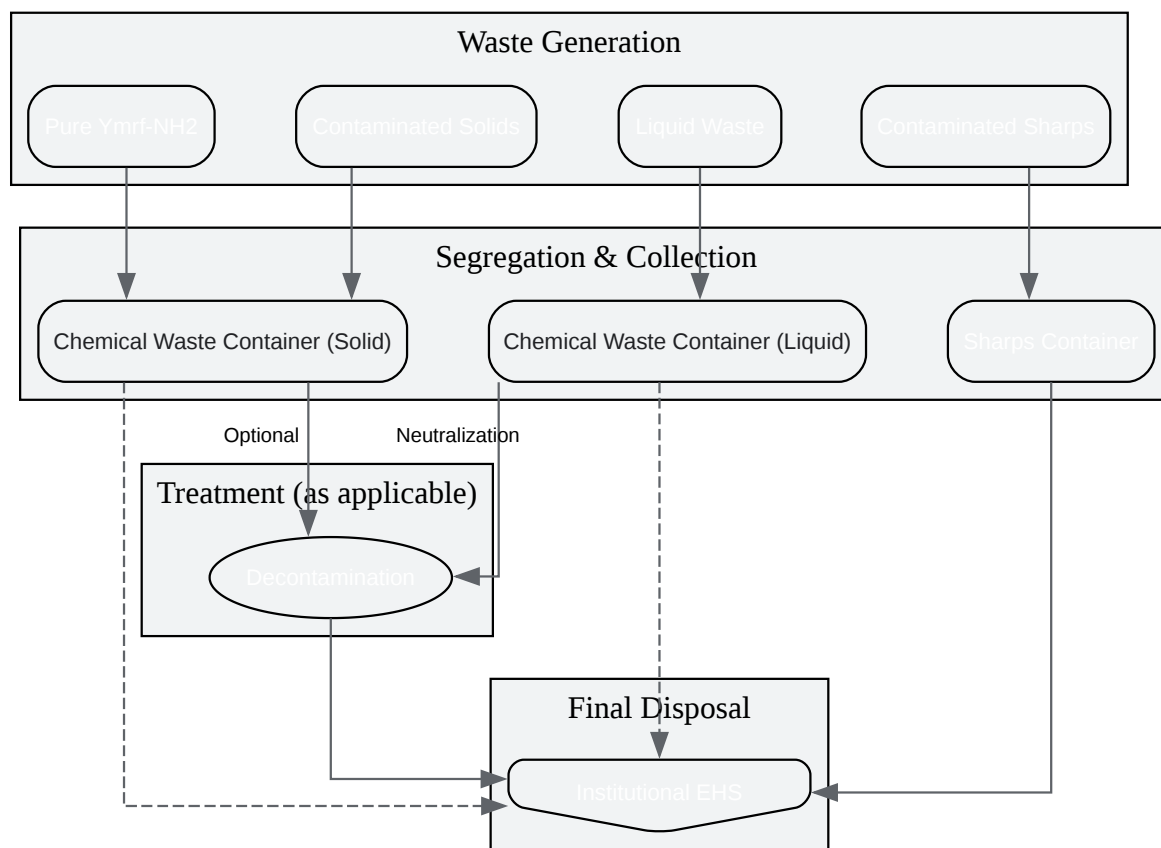 Waste Generation
Pure Ymrf-NH2
Contaminated Solids
Liquid Waste
Contaminated Sharps
Segregation & Collection
Chemical Waste Container (Solid)
Chemical Waste Container (Liquid)
Sharps Container
Optional
Neutralization
Treatment (as applicable)
Decontamination
Final Disposal
Institutional EHS